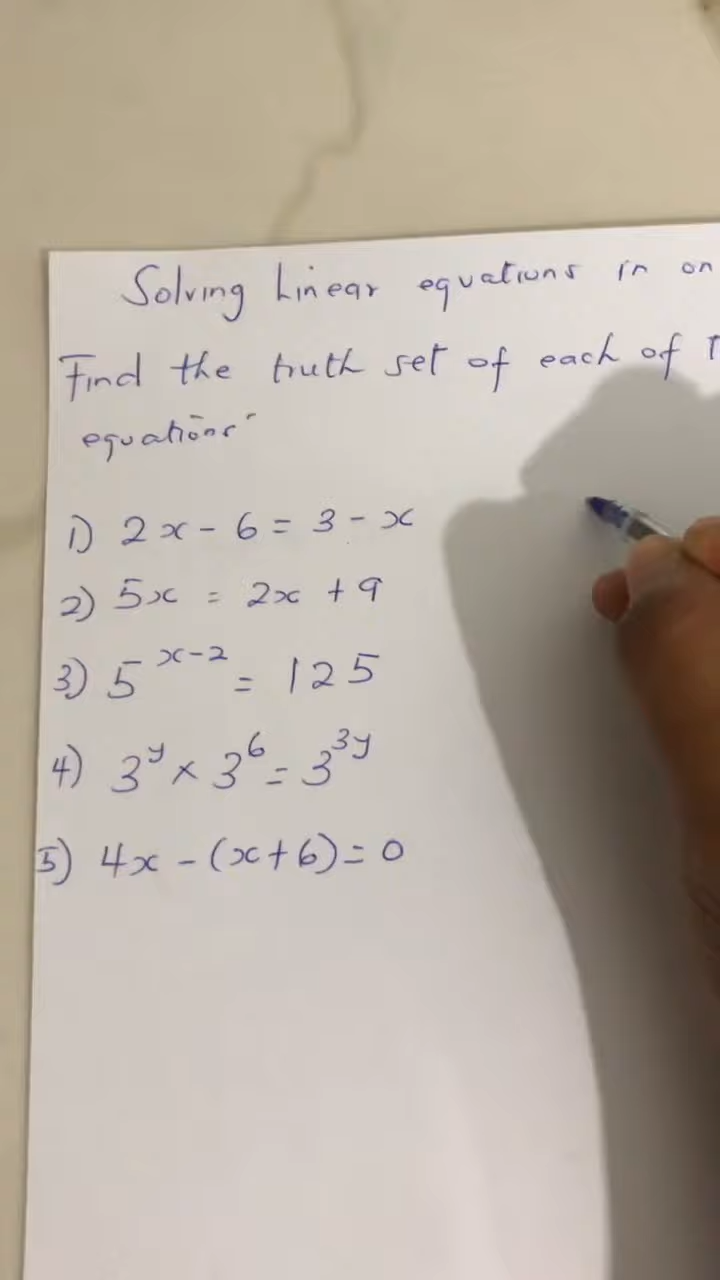 Solving Linear equations in on
Find the truth set of each of
equations
1) 2x - 6 = 3 - x
2) 5x = 2x + 9
3) 5^{x-2} = 125
4) 3^y × 3^6 = 3^{3y}
5) 4x - (x + 6) = 0